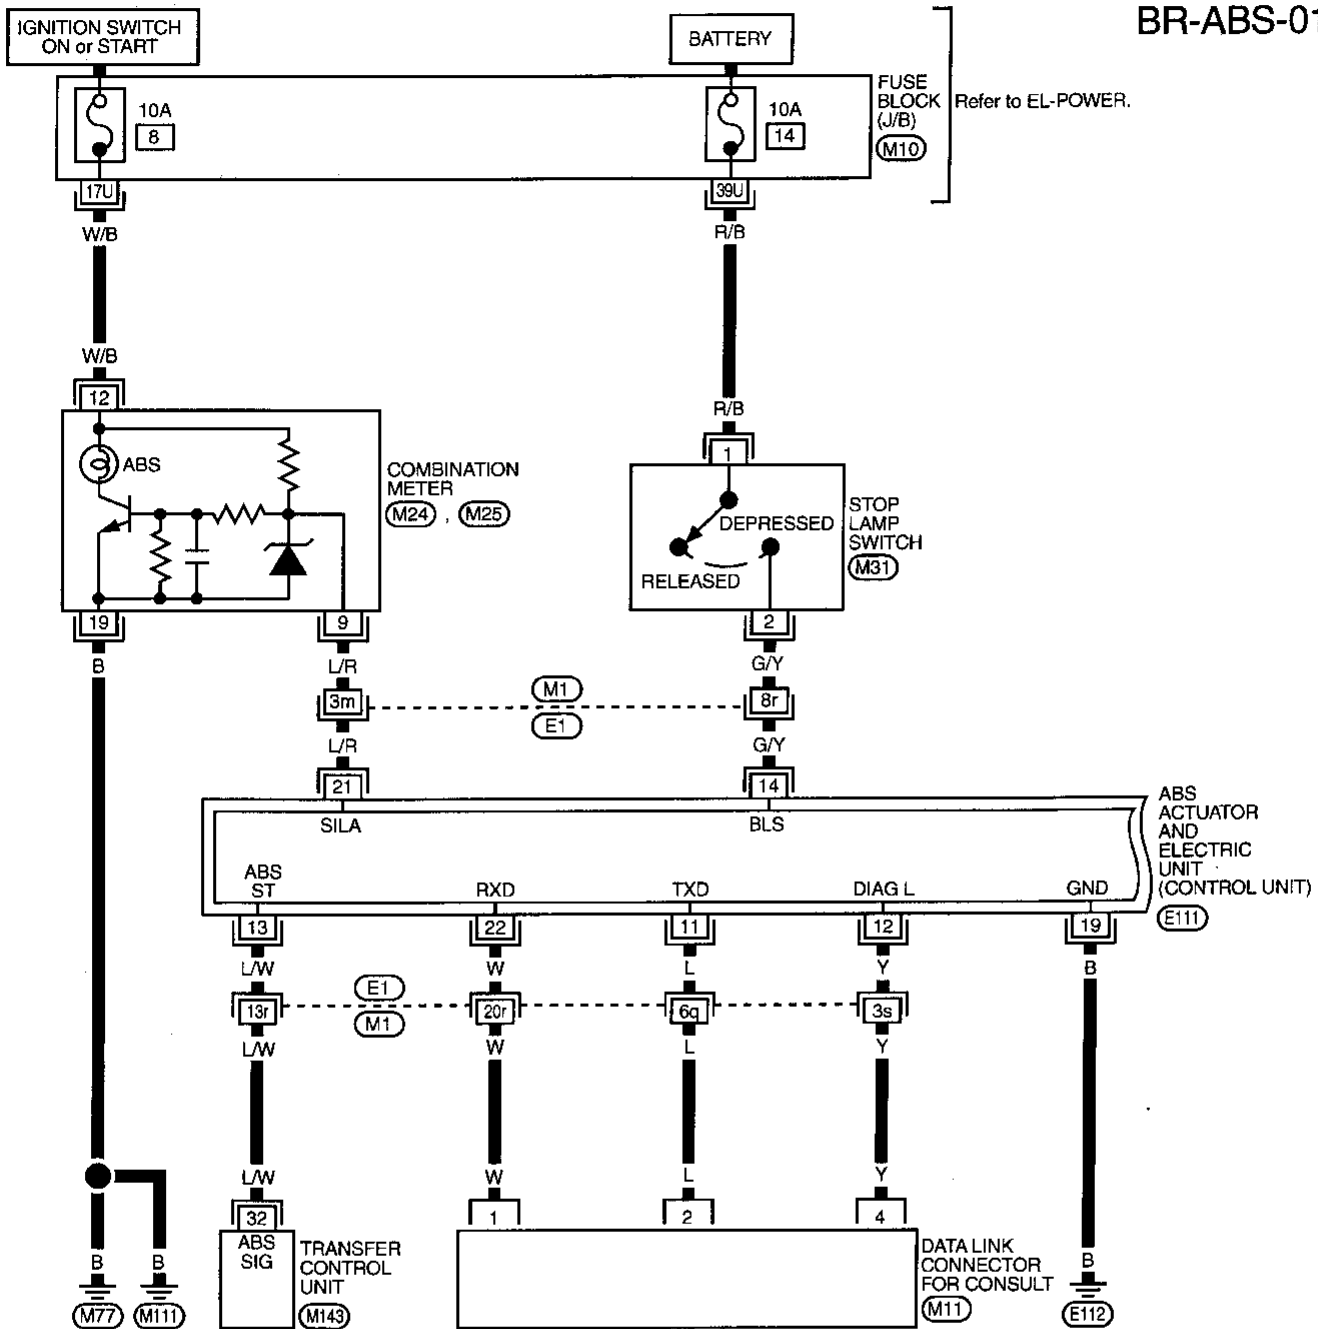 BR-ABS-01
IGNITION SWITCH
ON or START
BATTERY
10A
8
10A
14
FUSE
BLOCK
(J/B)
M10
Refer to EL-POWER.
17U
39U
W/B
R/B
W/B
R/B
12
1
ABS
COMBINATION
METER
M24 , M25
DEPRESSED
RELEASED
STOP
LAMP
SWITCH
M31
19
9
2
B
L/R
G/Y
3m
M1
E1
8r
L/R
G/Y
21
14
SILA
BLS
ABS
ACTUATOR
AND
ELECTRIC
UNIT
(CONTROL UNIT)
E111
ABS
ST
RXD
TXD
DIAG L
GND
13
22
11
12
19
L/W
W
L
Y
B
13r
E1
M1
20r
6q
3s
L/W
W
L
Y
L/W
W
L
Y
32
1
2
4
ABS
SIG
TRANSFER
CONTROL
UNIT
M143
DATA LINK
CONNECTOR
FOR CONSULT
M11
B
B
B
M77
M111
E112